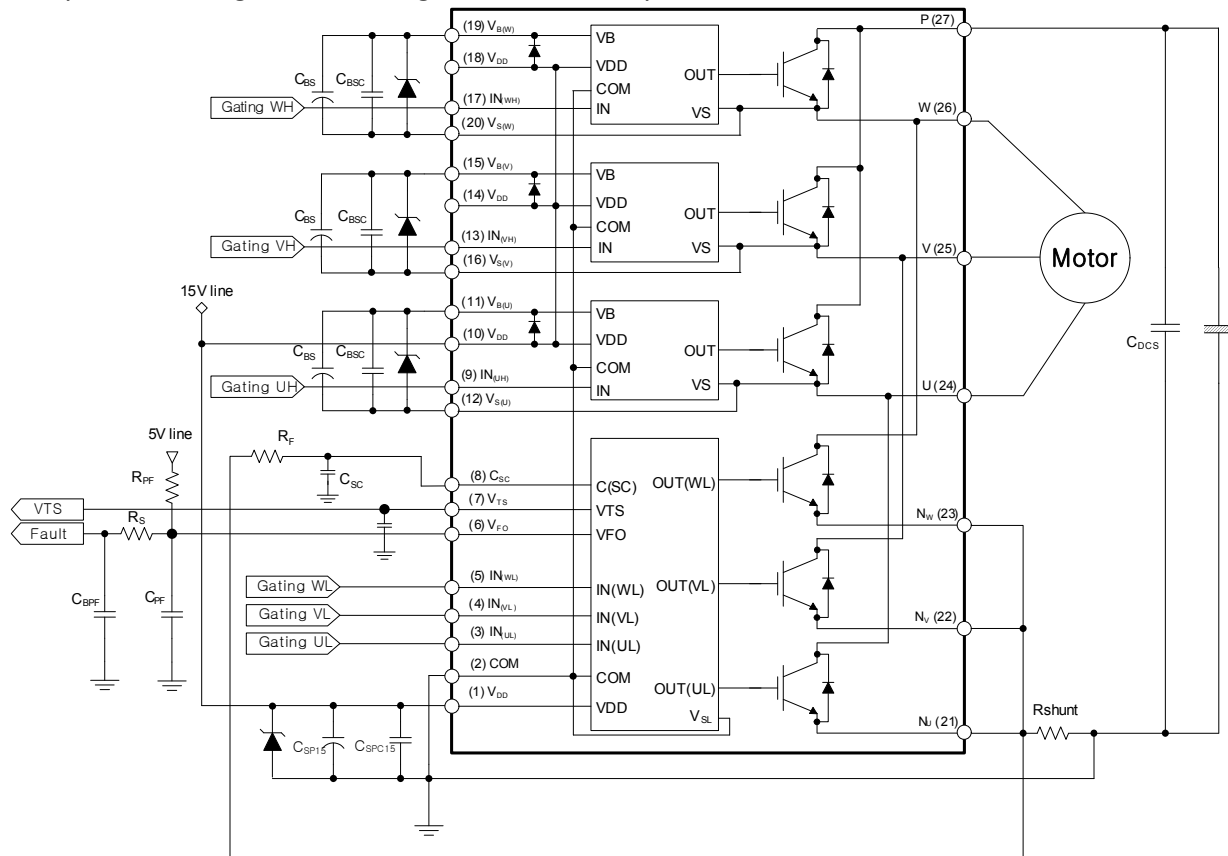 (19) VB(W)
(18) VDD
(17) IN(WH)
(20) VS(W)
VB
VDD
COM
IN
OUT
VS
CBS
CBSC
Gating WH
P (27)
W (26)
(15) VB(V)
(14) VDD
(13) IN(VH)
(16) VS(V)
VB
VDD
COM
IN
OUT
VS
CBS
CBSC
Gating VH
V (25)
Motor
15V line
(11) VB(U)
(10) VDD
(9) IN(UH)
(12) VS(U)
VB
VDD
COM
IN
OUT
VS
CBS
CBSC
Gating UH
U (24)
CDCS
5V line
RF
RPF
CSC
VTS
RS
Fault
CBPF
CPF
(8) CSC
(7) VTS
(6) VFO
(5) IN(WL)
(4) IN(VL)
(3) IN(UL)
(2) COM
(1) VDD
C(SC)
VTS
VFO
IN(WL)
IN(VL)
IN(UL)
COM
VDD
OUT(WL)
OUT(VL)
OUT(UL)
VSL
Gating WL
Gating VL
Gating UL
NW (23)
NV (22)
NU (21)
Rshunt
CSP15
CSPC15